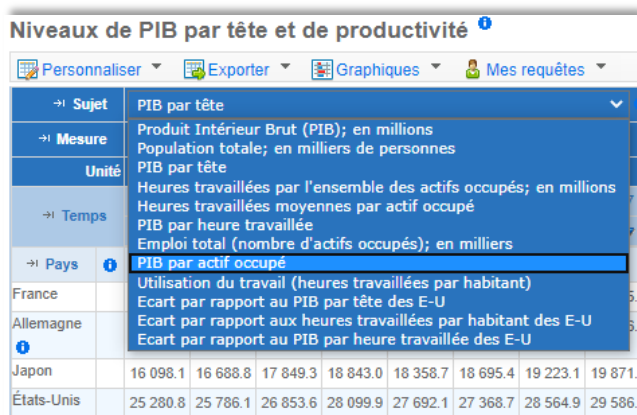 Niveaux de PIB par tête et de productivité i
Personnaliser Exporter Graphiques Mes requêtes
Sujet PIB par tête
Mesure
Unité
Temps
Pays i
Produit Intérieur Brut (PIB); en millions
Population totale; en milliers de personnes
PIB par tête
Heures travaillées par l'ensemble des actifs occupés; en millions
Heures travaillées moyennes par actif occupé
PIB par heure travaillée
Emploi total (nombre d'actifs occupés); en milliers
PIB par actif occupé
Utilisation du travail (heures travaillées par habitant)
Ecart par rapport au PIB par tête des E-U
Ecart par rapport aux heures travaillées par habitant des E-U
Ecart par rapport au PIB par heure travaillée des E-U
France
Allemagne
i
Japon 16 098.1 16 688.8 17 849.3 18 843.0 18 358.7 18 695.4 19 223.1 19 871.
États-Unis 25 280.8 25 786.1 26 853.6 28 099.9 27 692.1 27 368.7 28 564.9 29 586.